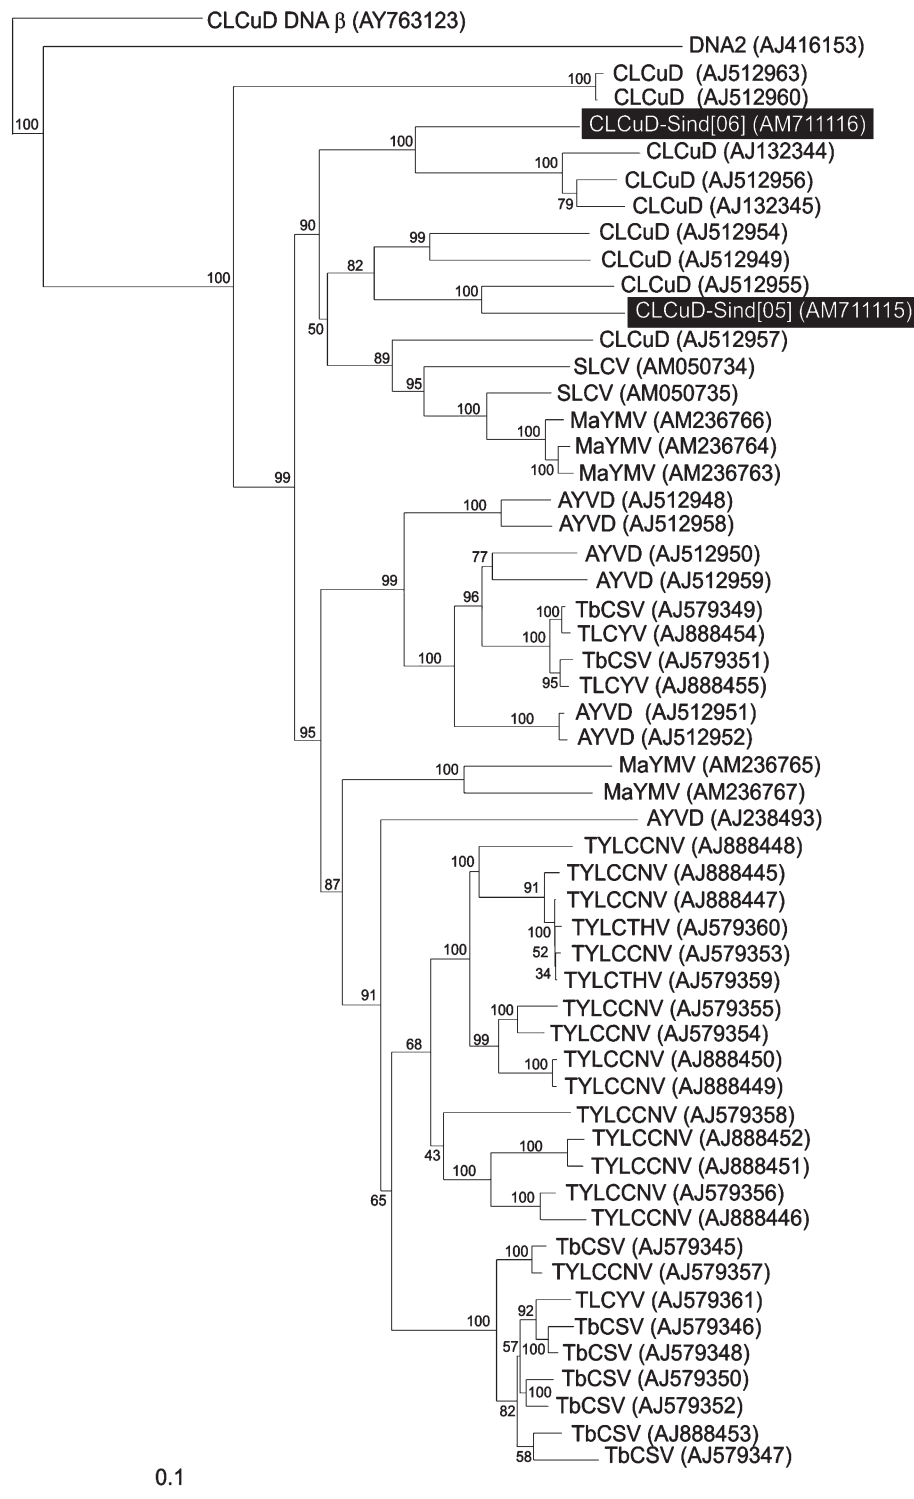 CLCuD DNA β (AY763123)
DNA2 (AJ416153)
100 CLCuD (AJ512963)
CLCuD (AJ512960)
100
CLCuD-Sind[06] (AM711116)
100
CLCuD (AJ132344)
100
CLCuD (AJ512956)
79 CLCuD (AJ132345)
90
99 CLCuD (AJ512954)
CLCuD (AJ512949)
82
100
CLCuD (AJ512955)
100
CLCuD-Sind[05] (AM711115)
50
CLCuD (AJ512957)
89
SLCV (AM050734)
95
SLCV (AM050735)
100
MaYMV (AM236766)
100
MaYMV (AM236764)
100 MaYMV (AM236763)
99
100 AYVD (AJ512948)
AYVD (AJ512958)
77 AYVD (AJ512950)
AYVD (AJ512959)
99
96
100 TbCSV (AJ579349)
TLCYV (AJ888454)
100
TbCSV (AJ579351)
100
95 TLCYV (AJ888455)
AYVD (AJ512951)
100
AYVD (AJ512952)
95
MaYMV (AM236765)
100
MaYMV (AM236767)
AYVD (AJ238493)
TYLCCNV (AJ888448)
100
TYLCCNV (AJ888445)
87
91
TYLCCNV (AJ888447)
100 TYLCTHV (AJ579360)
100
52 TYLCCNV (AJ579353)
34 TYLCTHV (AJ579359)
91
100 TYLCCNV (AJ579355)
TYLCCNV (AJ579354)
68
99
100 TYLCCNV (AJ888450)
TYLCCNV (AJ888449)
TYLCCNV (AJ579358)
100 TYLCCNV (AJ888452)
43
TYLCCNV (AJ888451)
100
65
100 TYLCCNV (AJ579356)
TYLCCNV (AJ888446)
100 TbCSV (AJ579345)
TYLCCNV (AJ579357)
92 TLCYV (AJ579361)
100
TbCSV (AJ579346)
57
100 TbCSV (AJ579348)
TbCSV (AJ579350)
100
TbCSV (AJ579352)
82
TbCSV (AJ888453)
58 TbCSV (AJ579347)
0.1